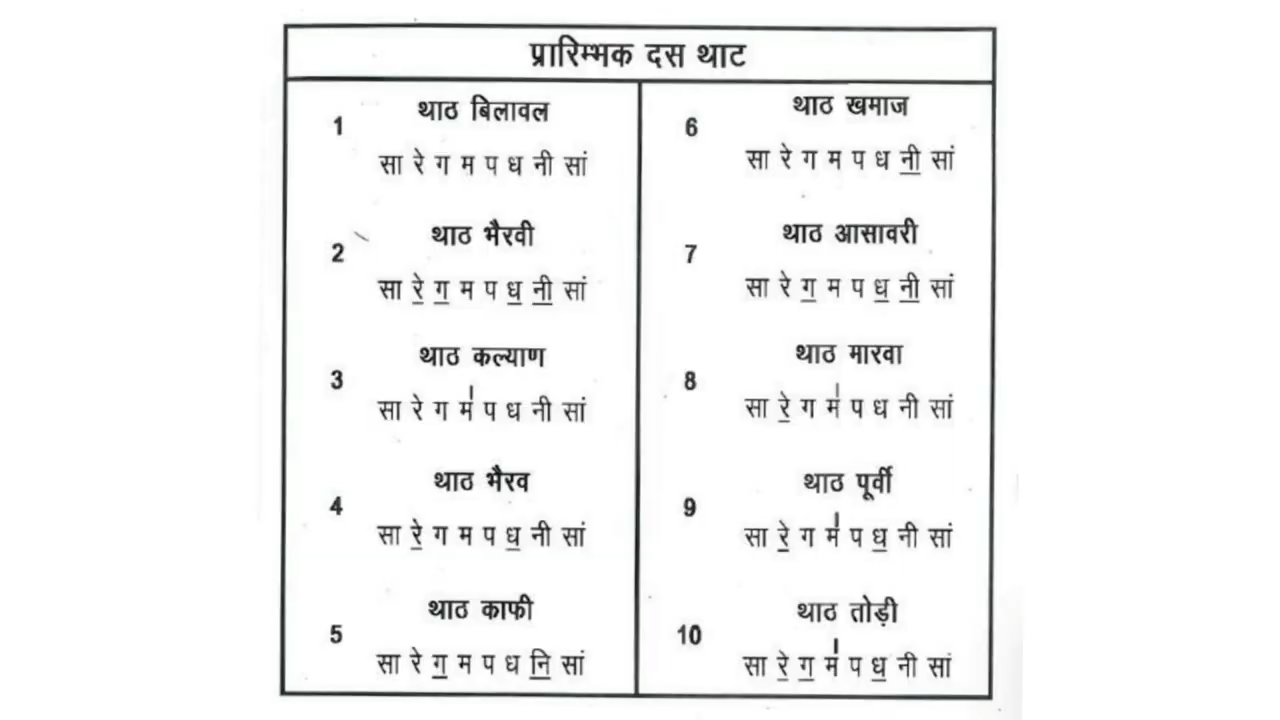 प्रारिम्भक दस थाट
1
थाठ बिलावल
सा रे ग म प ध नी सां
2
थाठ भैरवी
सा रे॒ ग॒ म प ध॒ नी॒ सां
3
थाठ कल्याण
सा रे ग म॑ प ध नी सां
4
थाठ भैरव
सा रे॒ ग म प ध॒ नी सां
5
थाठ काफी
सा रे ग॒ म प ध नि॒ सां
6
थाठ खमाज
सा रे ग म प ध नी॒ सां
7
थाठ आसावरी
सा रे ग॒ म प ध॒ नी॒ सां
8
थाठ मारवा
सा रे॒ ग म॑ प ध नी सां
9
थाठ पूर्वी
सा रे॒ ग म॑ प ध॒ नी सां
10
थाठ तोड़ी
सा रे॒ ग॒ म॑ प ध॒ नी सां